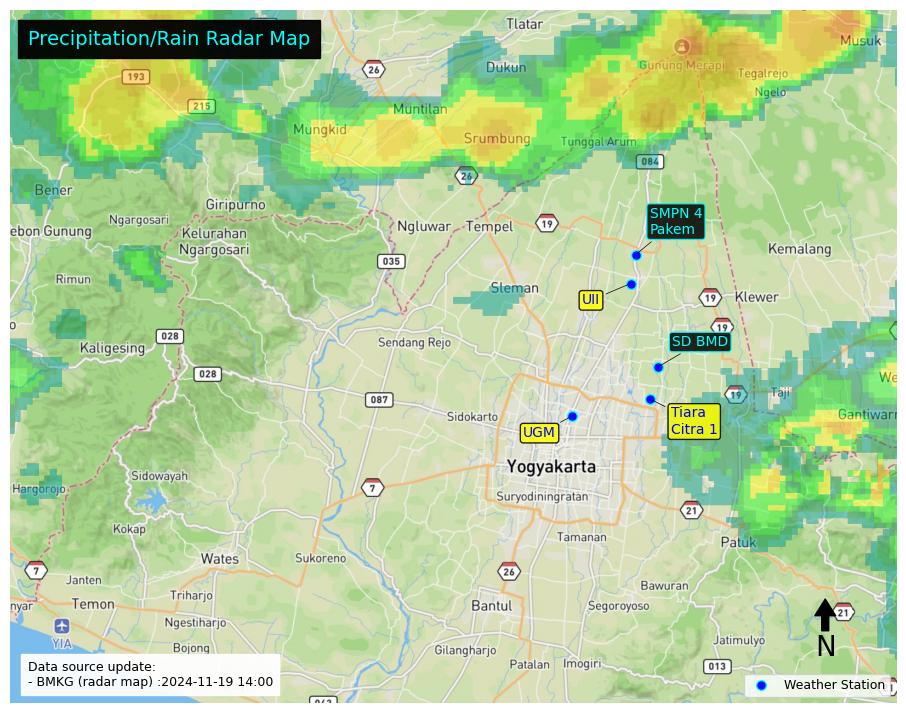 Precipitation/Rain Radar Map
Tlatar
Musuk
26
Dukun
Gunung Merapi
Tegalrejo
193
215
Ngelo
Muntilan
Mungkid
Srumbung
Tunggal Arum
084
26
Bener
Giripurno
SMPN 4
Pakem
Ngargosari
Ngluwar
Tempel
19
ebon Gunung
Kelurahan
Ngargosari
Kemalang
035
Rimun
Sleman
UII
19
Klewer
19
028
Kaligesing
Sendang Rejo
SD BMD
028
087
19
Taji
We
Sidokarto
UGM
Tiara
Citra 1
Gantiwarn
Yogyakarta
Sidowayah
Hargorojo
7
Suryodiningratan
21
Kokap
Tamanan
Patuk
Wates
Sukoreno
7
26
Janten
Bawuran
Temon
Triharjo
Bantul
Segoroyoso
nyar
21
Ngestiharjo
YIA
N
Bojong
Gilangharjo
Jatimulyo
Patalan
Imogiri
013
Data source update:
- BMKG (radar map) :2024-11-19 14:00
Weather Station